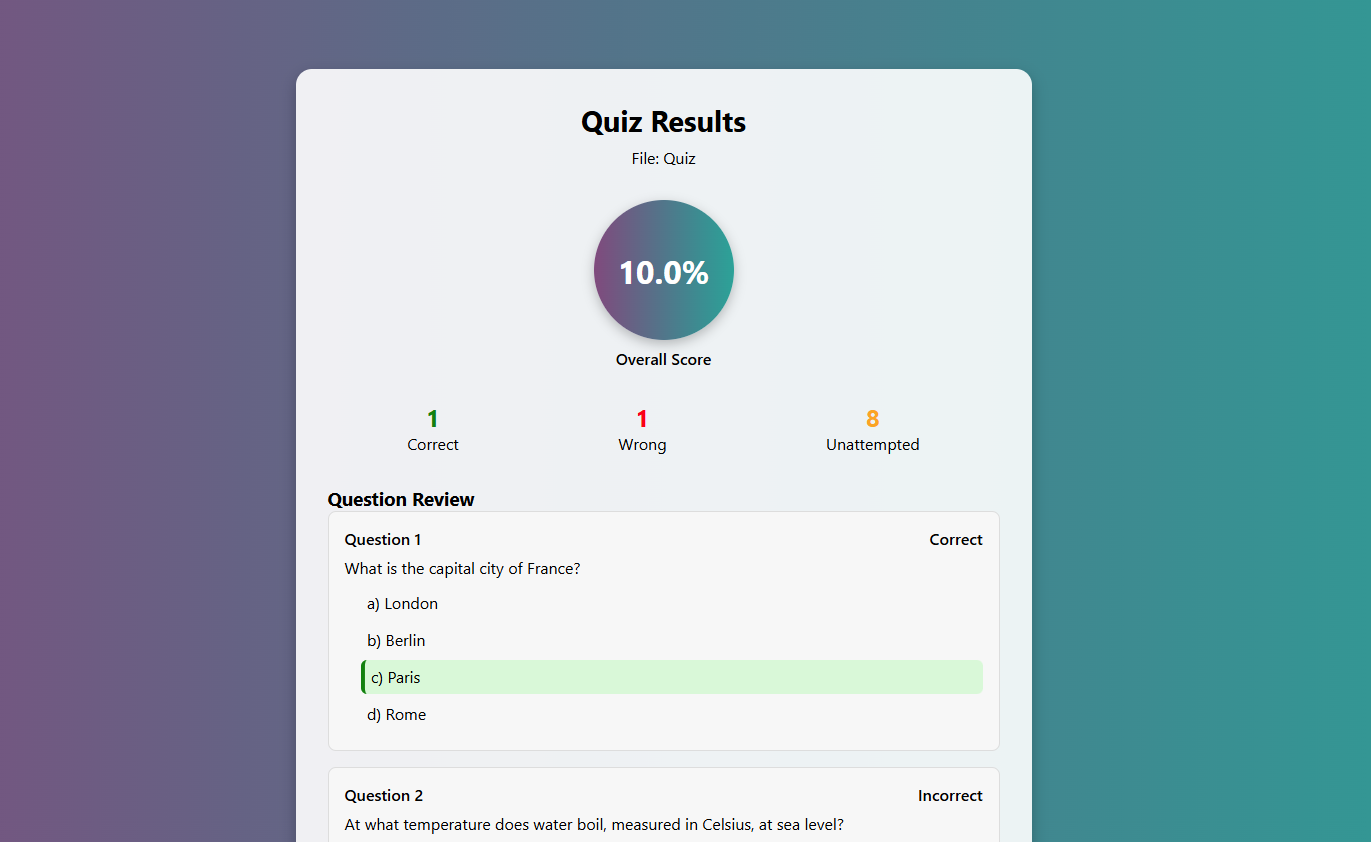 Quiz Results
File: Quiz
10.0%
Overall Score
1 1 8
Correct Wrong Unattempted
Question Review
Question 1 Correct
What is the capital city of France?
a) London
b) Berlin
c) Paris
d) Rome
Question 2 Incorrect
At what temperature does water boil, measured in Celsius, at sea level?